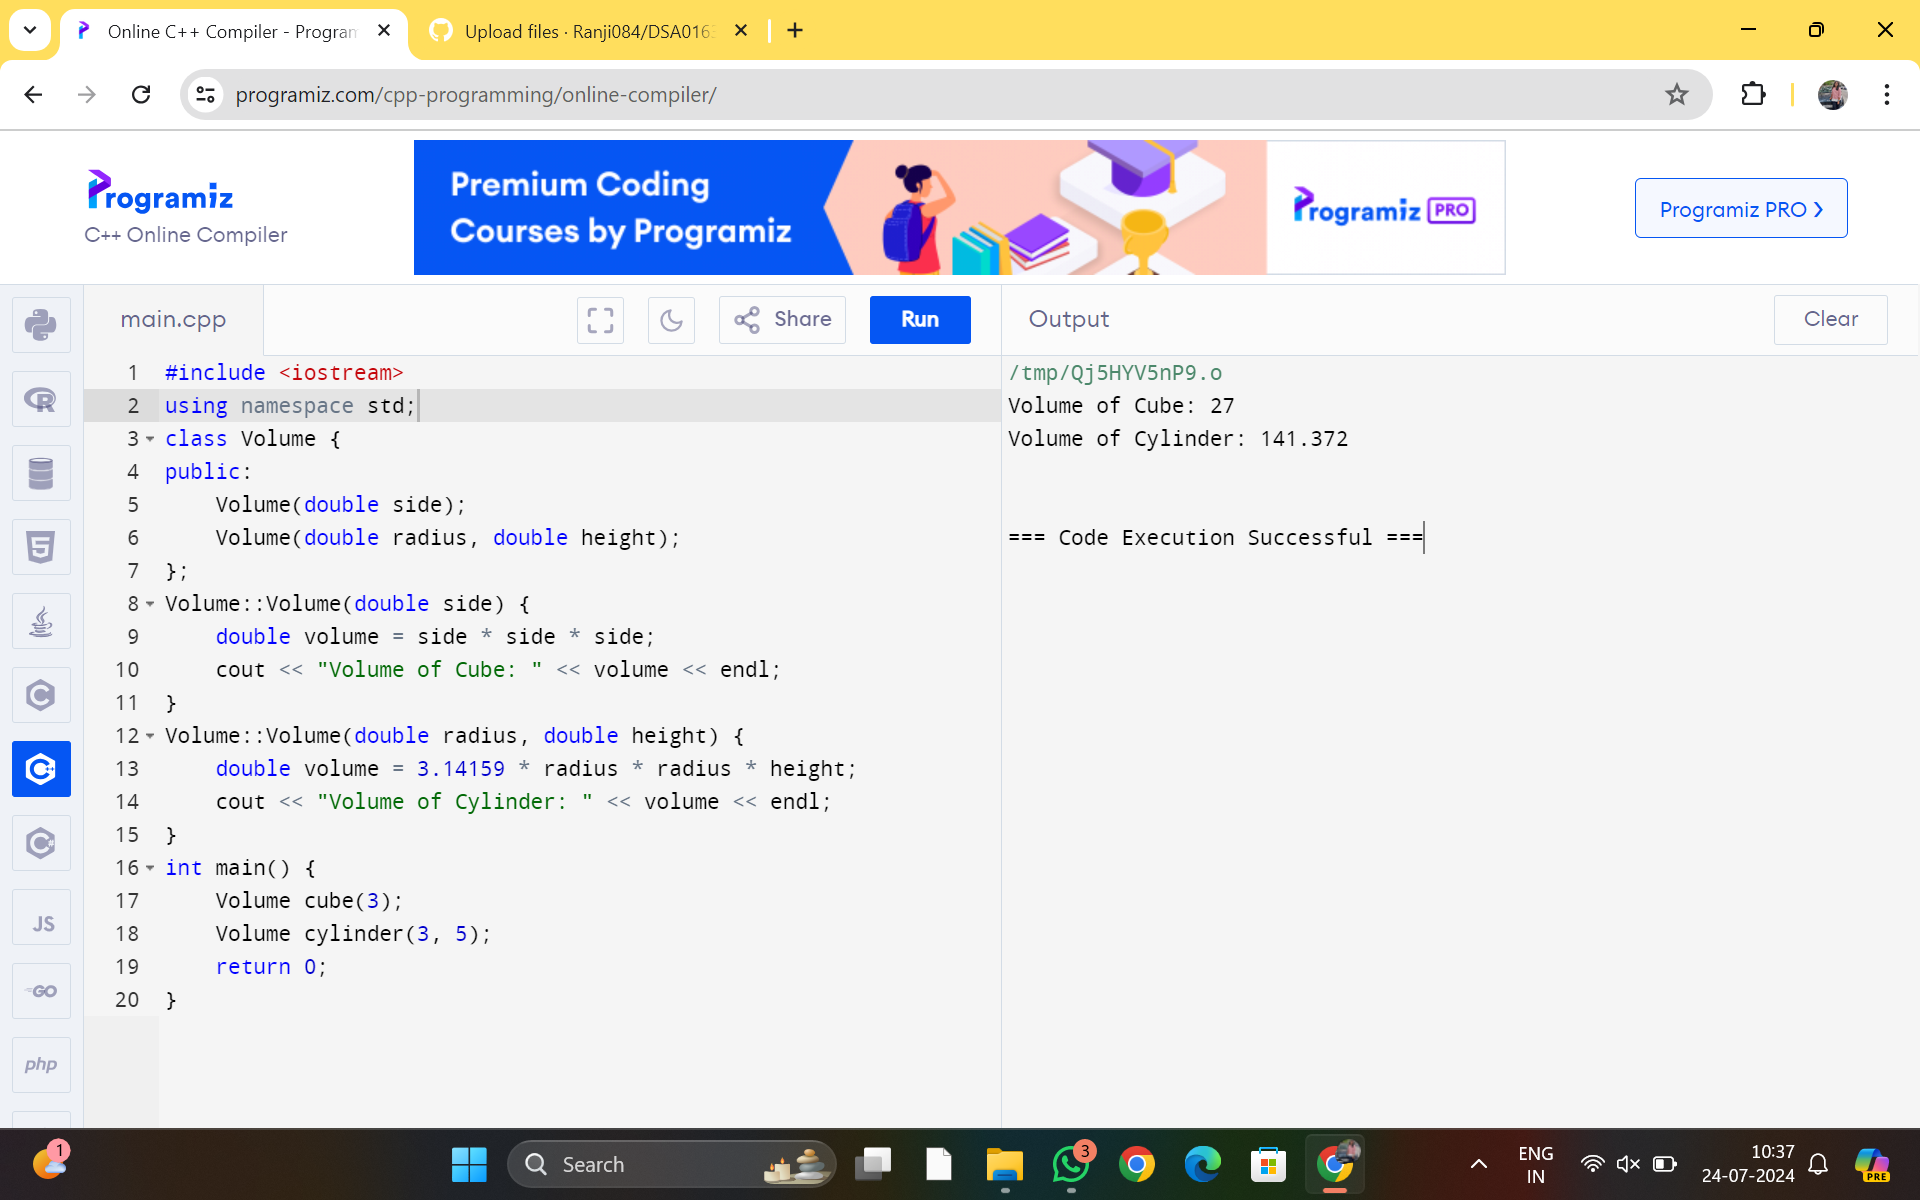 Online C++ Compiler - Program
Upload files · Ranji084/DSA016
programiz.com/cpp-programming/online-compiler/
Programiz
C++ Online Compiler
Premium Coding
Courses by Programiz
Programiz PRO
Programiz PRO ❯
main.cpp
Share
Run
Output
Clear
1 #include <iostream>
2 using namespace std;
3 class Volume {
4 public:
5     Volume(double side);
6     Volume(double radius, double height);
7 };
8 Volume::Volume(double side) {
9     double volume = side * side * side;
10     cout << "Volume of Cube: " << volume << endl;
11 }
12 Volume::Volume(double radius, double height) {
13     double volume = 3.14159 * radius * radius * height;
14     cout << "Volume of Cylinder: " << volume << endl;
15 }
16 int main() {
17     Volume cube(3);
18     Volume cylinder(3, 5);
19     return 0;
20 }
/tmp/Qj5HYV5nP9.o
Volume of Cube: 27
Volume of Cylinder: 141.372
=== Code Execution Successful ===
JS
GO
php
1
Search
3
ENG
IN
10:37
24-07-2024
PRE